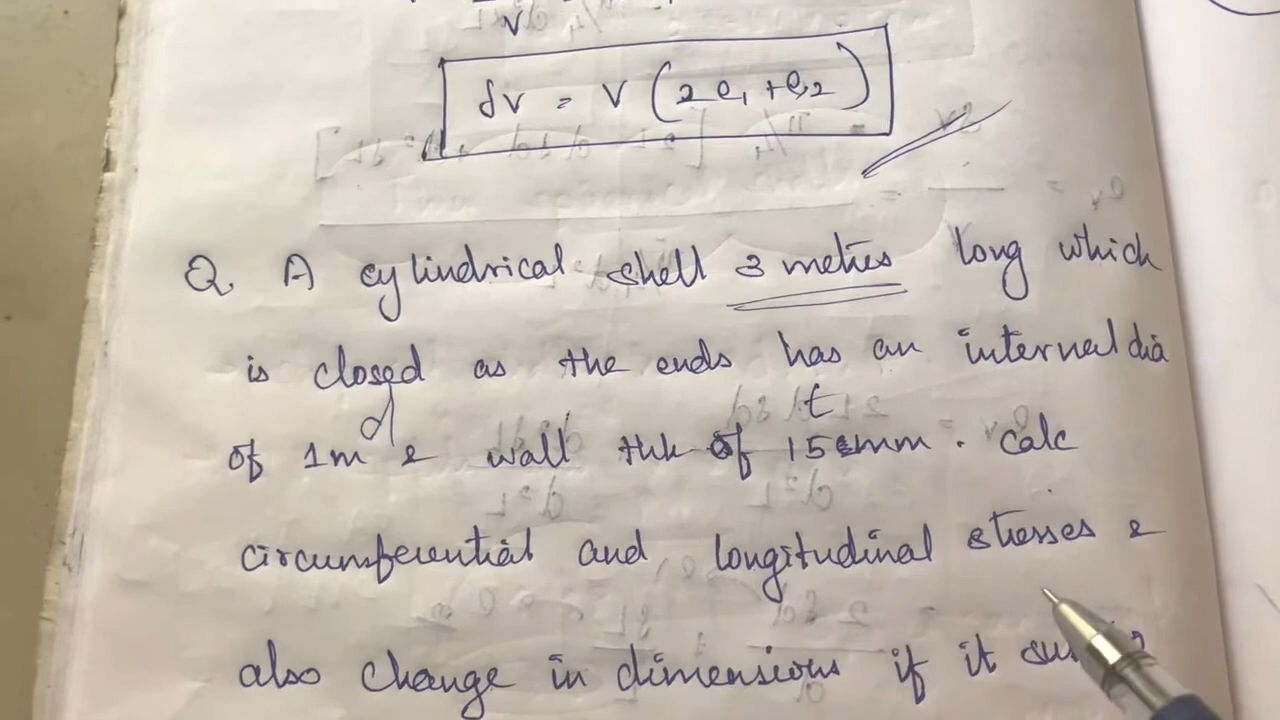 V
δV = V (2e₁ + e₂)
Q. A cylindrical shell 3 metres long which
is closed as the ends has an internal dia
d t
of 1m & wall thk of 15mm. calc
circumferential and longitudinal stresses &
also change in dimensions if it